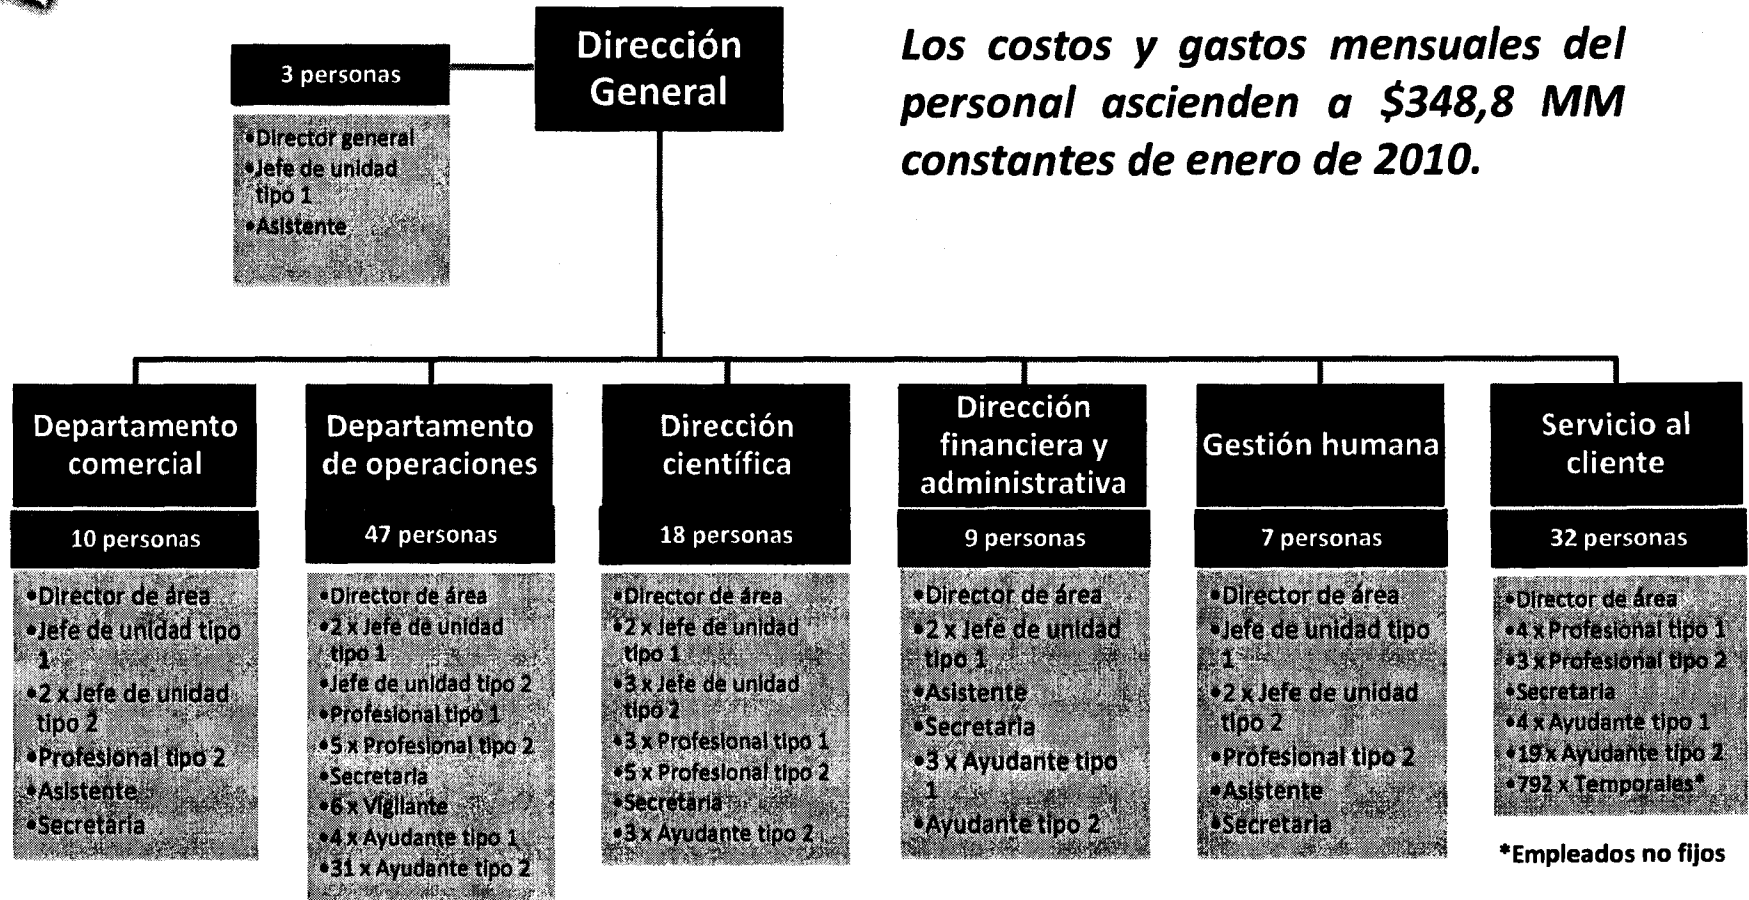 Dirección
General
3 personas
•Director general
•Jefe de unidad
tipo 1
•Asistente
Los costos y gastos mensuales del
personal ascienden a $348,8 MM
constantes de enero de 2010.
Departamento
comercial
10 personas
•Director de área
•Jefe de unidad tipo
1
•2 x Jefe de unidad
tipo 2
•Profesional tipo 2
•Asistente
•Secretaria
Departamento
de operaciones
47 personas
•Director de área
•2 x Jefe de unidad
tipo 1
•Jefe de unidad tipo 2
•Profesional tipo 1
•5 x Profesional tipo 2
•Secretaria
•6 x Vigilante
•4 x Ayudante tipo 1
•31 x Ayudante tipo 2
Dirección
científica
18 personas
•Director de área
•2 x Jefe de unidad
tipo 1
•3 x Jefe de unidad
tipo 2
•3 x Profesional tipo 1
•5 x Profesional tipo 2
•Secretaria
•3 x Ayudante tipo 2
Dirección
financiera y
administrativa
9 personas
•Director de área
•2 x Jefe de unidad
tipo 1
•Asistente
•Secretaria
•3 x Ayudante tipo
1
•Ayudante tipo 2
Gestión humana
7 personas
•Director de área
•Jefe de unidad tipo
1
•2 x Jefe de unidad
tipo 2
•Profesional tipo 2
•Asistente
•Secretaria
Servicio al
cliente
32 personas
•Director de área
•4 x Profesional tipo 1
•3 x Profesional tipo 2
•Secretaria
•4 x Ayudante tipo 1
•19 x Ayudante tipo 2
•792 x Temporales*
*Empleados no fijos